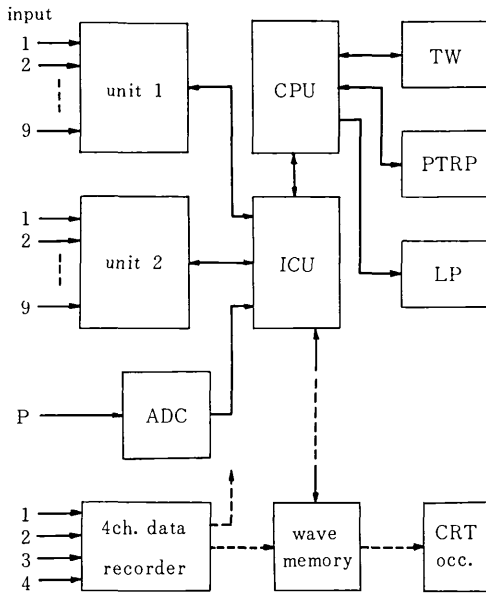 input
1
2
9
unit 1
CPU
TW
PTRP
1
2
9
unit 2
ICU
LP
P
ADC
1
2
3
4
4ch. data
recorder
wave
memory
CRT
occ.